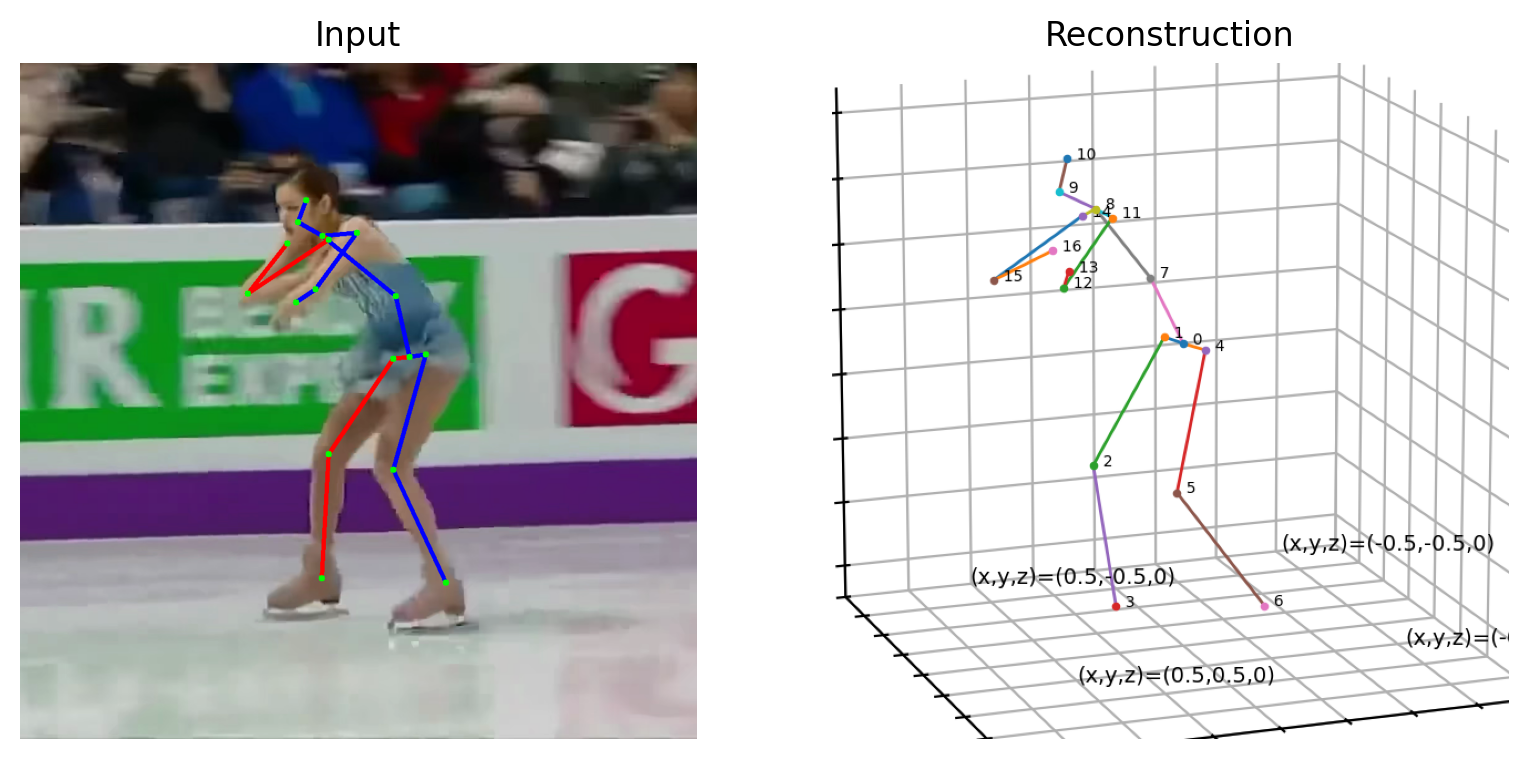 Input
Reconstruction
10
9
8
14
11
16
15
13
12
7
1
0
4
2
5
3
6
(x,y,z)=(-0.5,-0.5,0)
(x,y,z)=(0.5,-0.5,0)
(x,y,z)=(-
(x,y,z)=(0.5,0.5,0)
IR
G